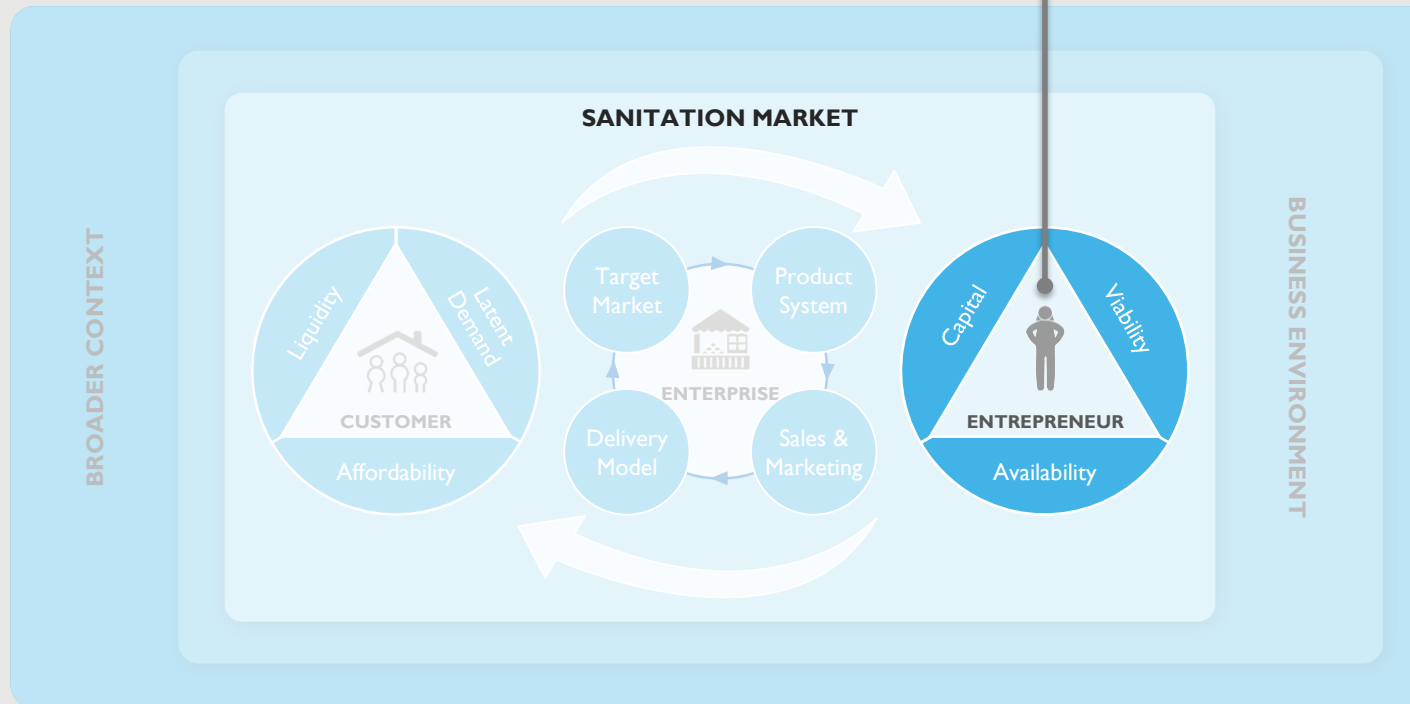 SANITATION MARKET
BROADER CONTEXT
Liquidity
Latent
Demand
CUSTOMER
Affordability
Target
Market
Product
System
ENTERPRISE
Delivery
Model
Sales &
Marketing
Capital
Viability
ENTREPRENEUR
Availability
BUSINESS ENVIRONMENT